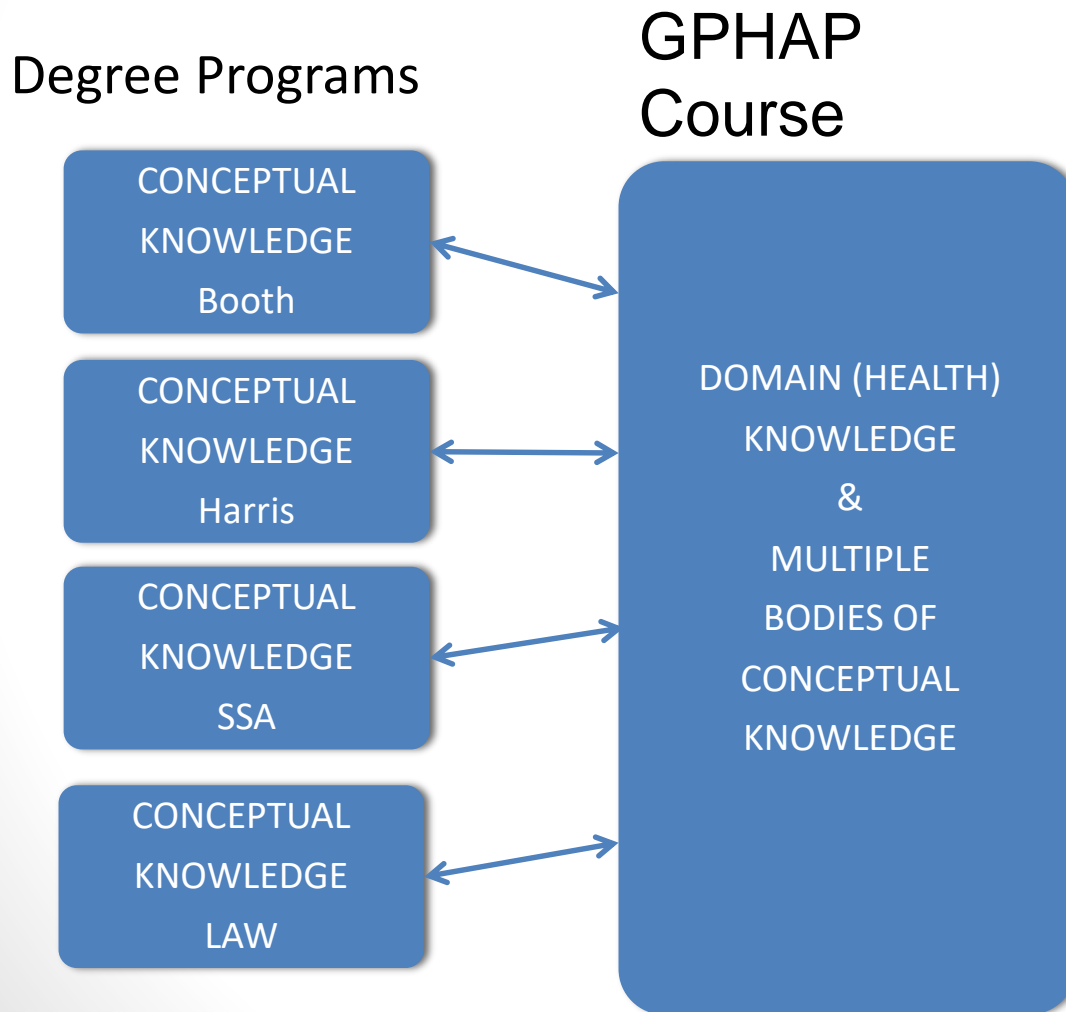 Degree Programs
GPHAP
Course
CONCEPTUAL
KNOWLEDGE
Booth
CONCEPTUAL
KNOWLEDGE
Harris
CONCEPTUAL
KNOWLEDGE
SSA
CONCEPTUAL
KNOWLEDGE
LAW
DOMAIN (HEALTH)
KNOWLEDGE
&
MULTIPLE
BODIES OF
CONCEPTUAL
KNOWLEDGE